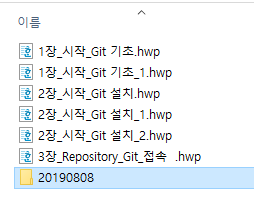 이름
1장_시작_Git 기초.hwp
1장_시작_Git 기초_1.hwp
2장_시작_Git 설치.hwp
2장_시작_Git 설치_1.hwp
2장_시작_Git 설치_2.hwp
3장_Repository_Git_접속  .hwp
20190808